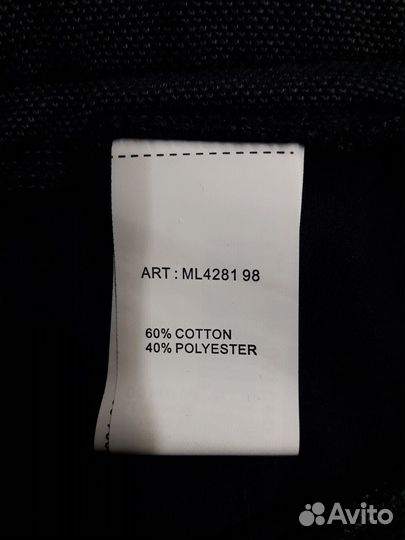 ART : ML4281 98
60% COTTON
40% POLYESTER
Avito